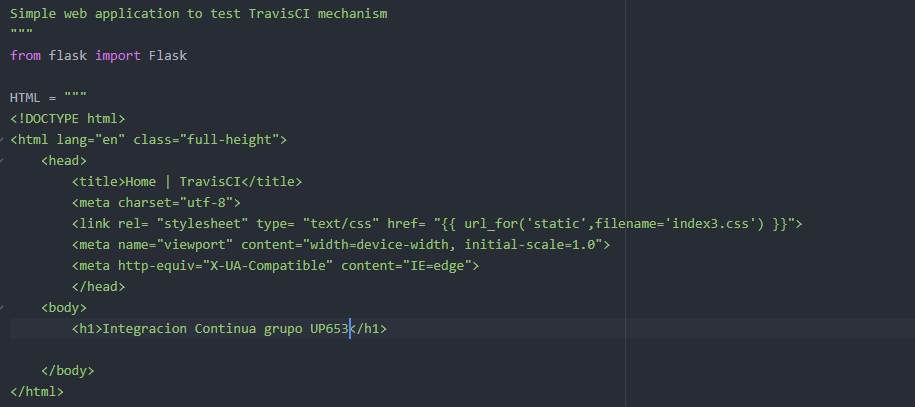 Simple web application to test TravisCI mechanism
"""
from flask import Flask
HTML = """
<!DOCTYPE html>
<html lang="en" class="full-height">
<head>
<title>Home | TravisCI</title>
<meta charset="utf-8">
<link rel= "stylesheet" type= "text/css" href= "{{ url_for('static',filename='index3.css') }}">
<meta name="viewport" content="width=device-width, initial-scale=1.0">
<meta http-equiv="X-UA-Compatible" content="IE=edge">
</head>
<body>
<h1>Integracion Continua grupo UP653</h1>
</body>
</html>